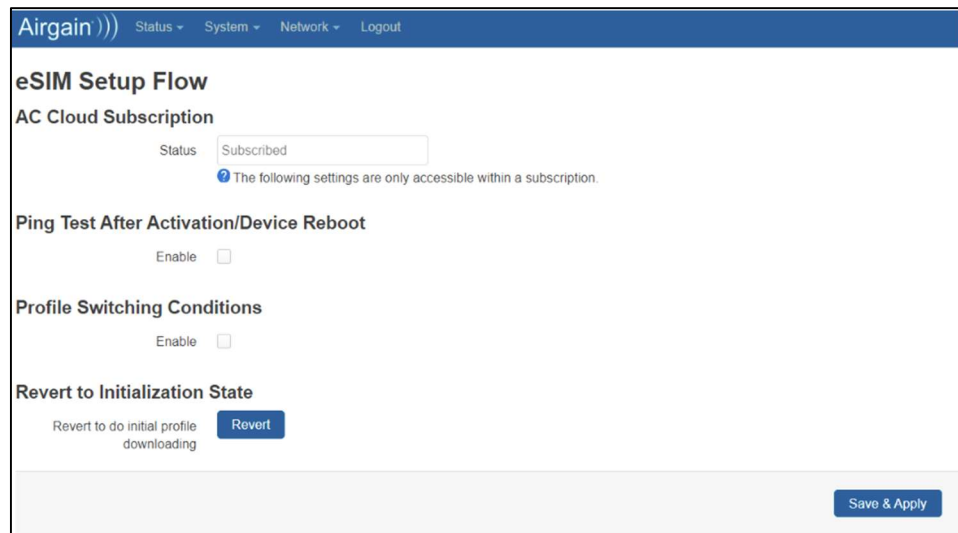 Airgain Status System Network Logout
eSIM Setup Flow
AC Cloud Subscription
Status Subscribed
The following settings are only accessible within a subscription.
Ping Test After Activation/Device Reboot
Enable
Profile Switching Conditions
Enable
Revert to Initialization State
Revert to do initial profile
downloading
Revert
Save & Apply